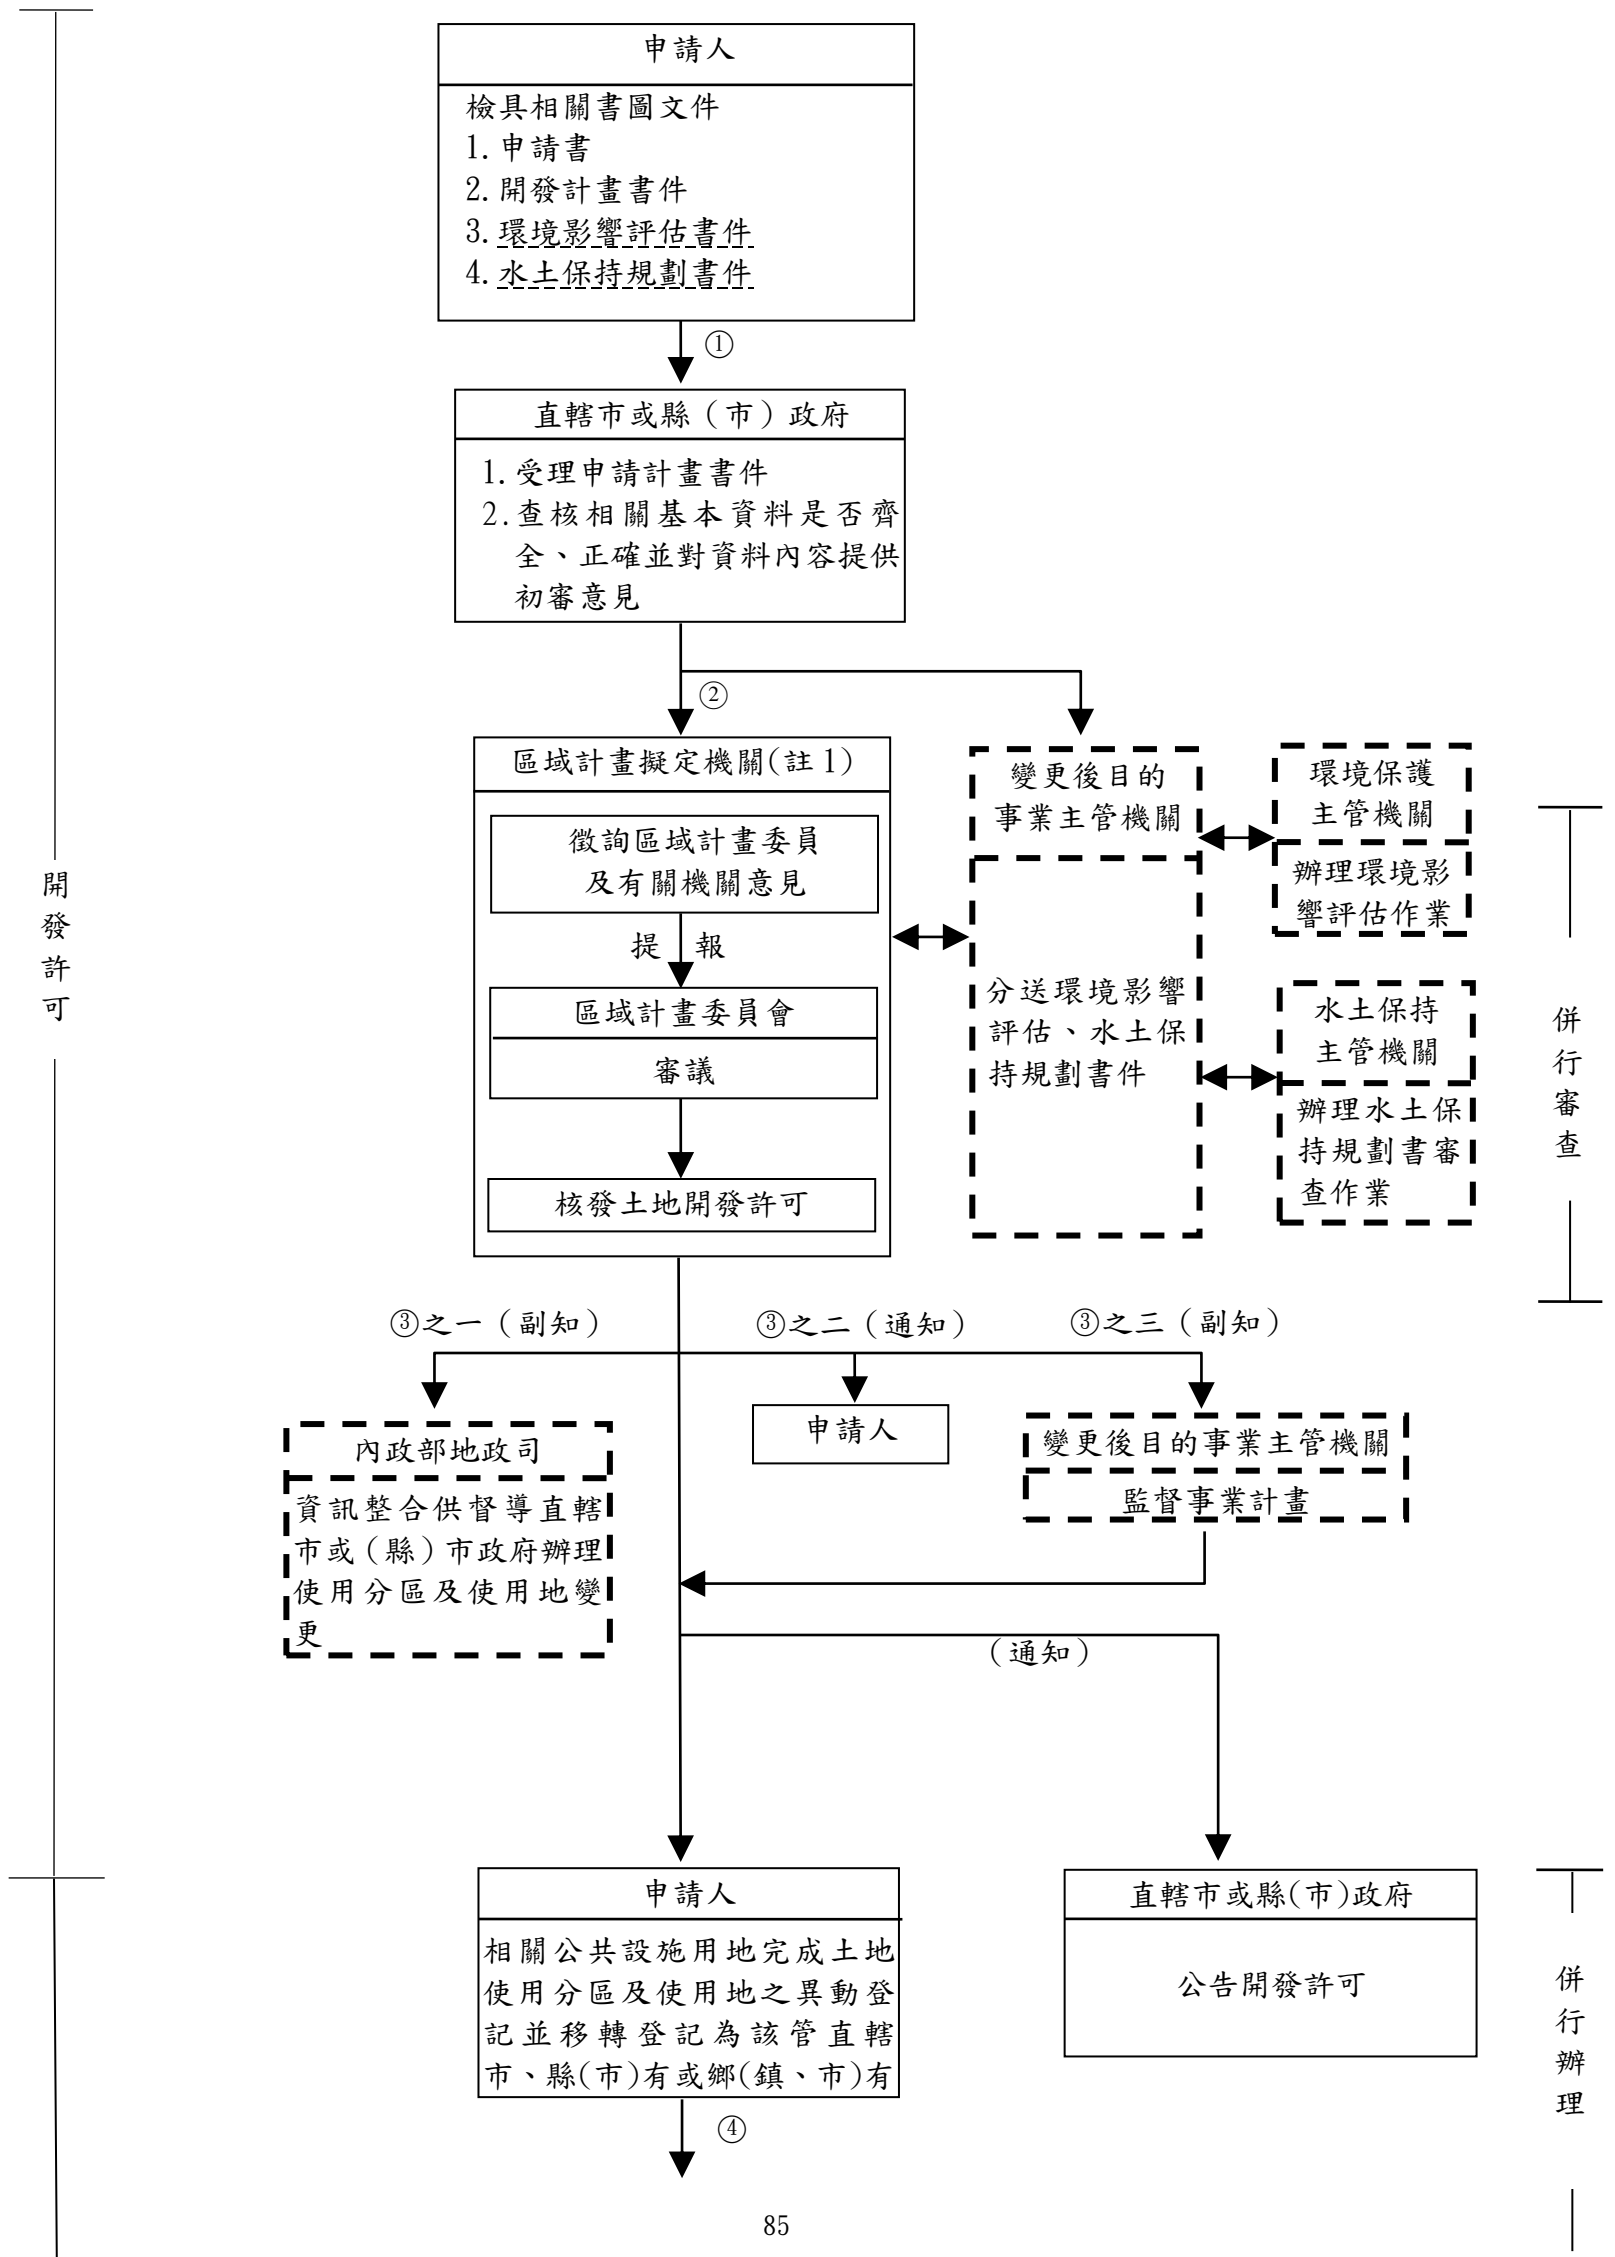 申請人
檢具相關書圖文件
1.申請書
2.開發計畫書件
3.環境影響評估書件
4.水土保持規劃書件
①
直轄市或縣（市）政府
1.受理申請計畫書件
2.查核相關基本資料是否齊
全、正確並對資料內容提供
初審意見
②
區域計畫擬定機關(註1)
徵詢區域計畫委員
及有關機關意見
提 報
區域計畫委員會
審議
核發土地開發許可
變更後目的
事業主管機關
分送環境影響
評估、水土保
持規劃書件
環境保護
主管機關
辦理環境影
響評估作業
水土保持
主管機關
辦理水土保
持規劃書審
查作業
開
發
許
可
併
行
審
查
③之一（副知）
③之二（通知）
③之三（副知）
內政部地政司
資訊整合供督導直轄
市或（縣）市政府辦理
使用分區及使用地變
更
申請人
變更後目的事業主管機關
監督事業計畫
（通知）
申請人
相關公共設施用地完成土地
使用分區及使用地之異動登
記並移轉登記為該管直轄
市、縣(市)有或鄉(鎮、市)有
④
直轄市或縣(市)政府
公告開發許可
併
行
辦
理
85